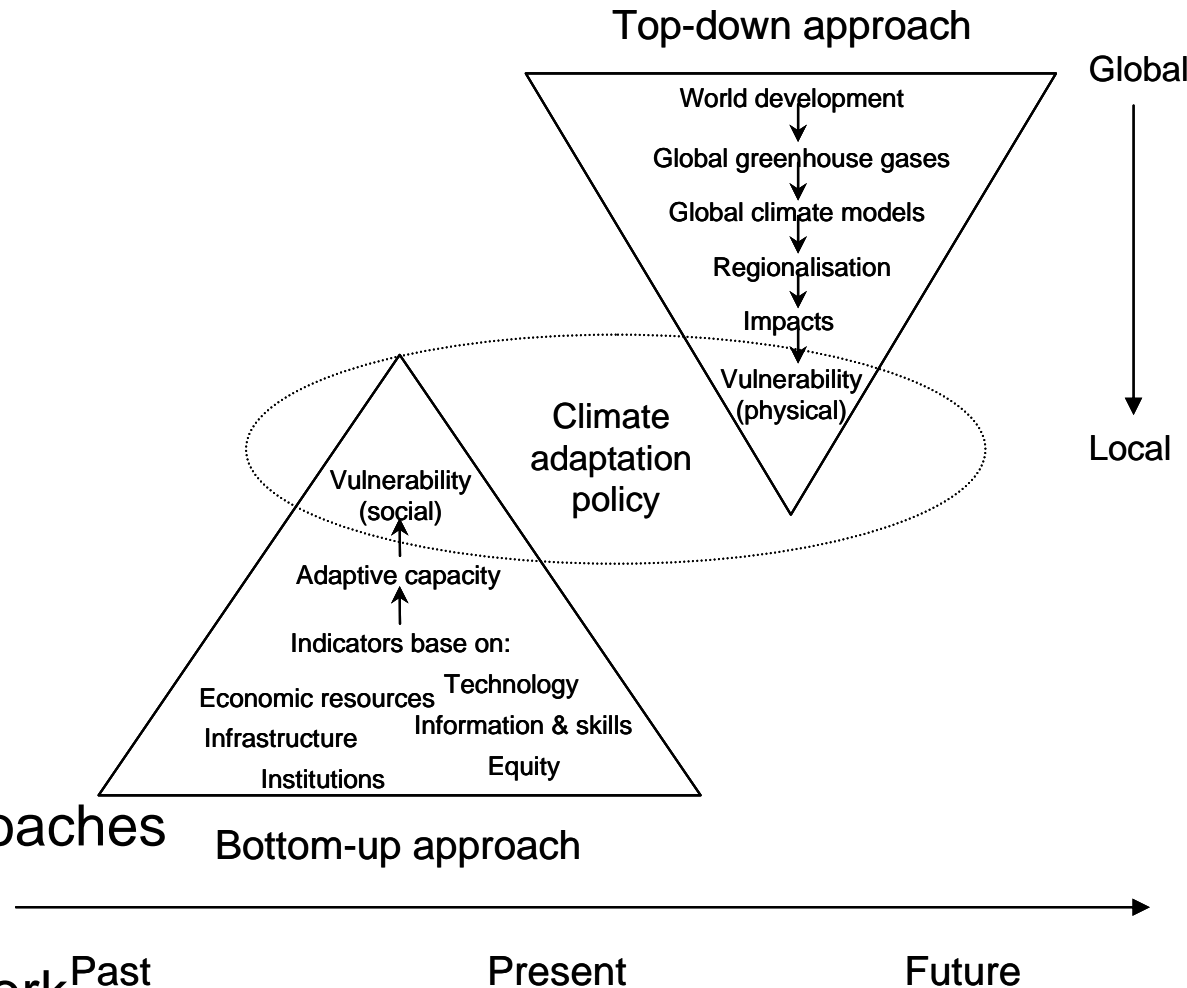 Top-down approach
Global
World development
Global greenhouse gases
Global climate models
Regionalisation
Impacts
Vulnerability
(physical)
Local
Climate
adaptation
policy
Vulnerability
(social)
Adaptive capacity
Indicators base on:
Economic resources
Technology
Infrastructure
Information & skills
Institutions
Equity
oaches
Bottom-up approach
ork
Past
Present
Future